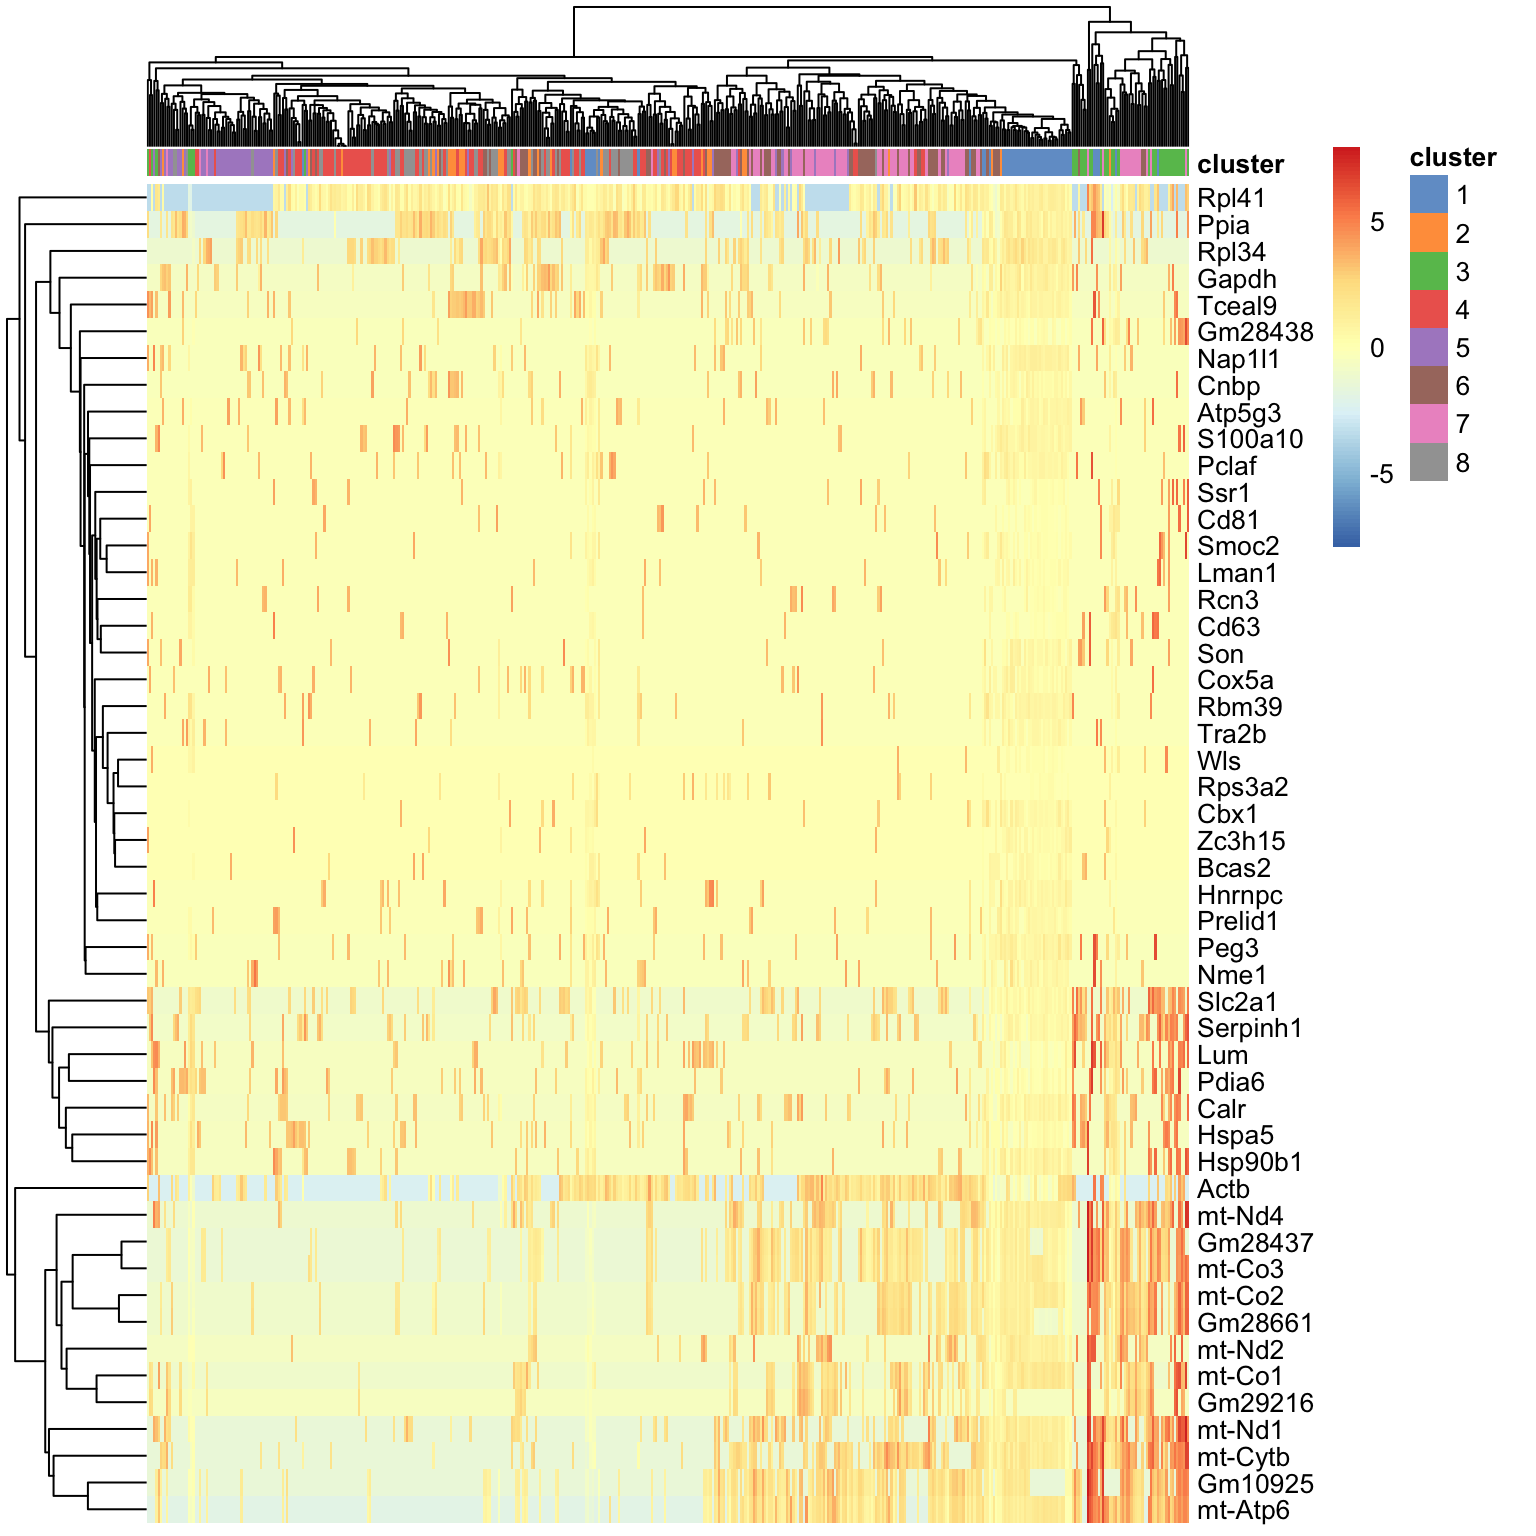 cluster
Rpl41
Ppia
Rpl34
Gapdh
Tceal9
Gm28438
Nap1l1
Cnbp
Atp5g3
S100a10
Pclaf
Ssr1
Cd81
Smoc2
Lman1
Rcn3
Cd63
Son
Cox5a
Rbm39
Tra2b
Wls
Rps3a2
Cbx1
Zc3h15
Bcas2
Hnrnpc
Prelid1
Peg3
Nme1
Slc2a1
Serpinh1
Lum
Pdia6
Calr
Hspa5
Hsp90b1
Actb
mt-Nd4
Gm28437
mt-Co3
mt-Co2
Gm28661
mt-Nd2
mt-Co1
Gm29216
mt-Nd1
mt-Cytb
Gm10925
mt-Atp6
5
0
-5
cluster
1
2
3
4
5
6
7
8